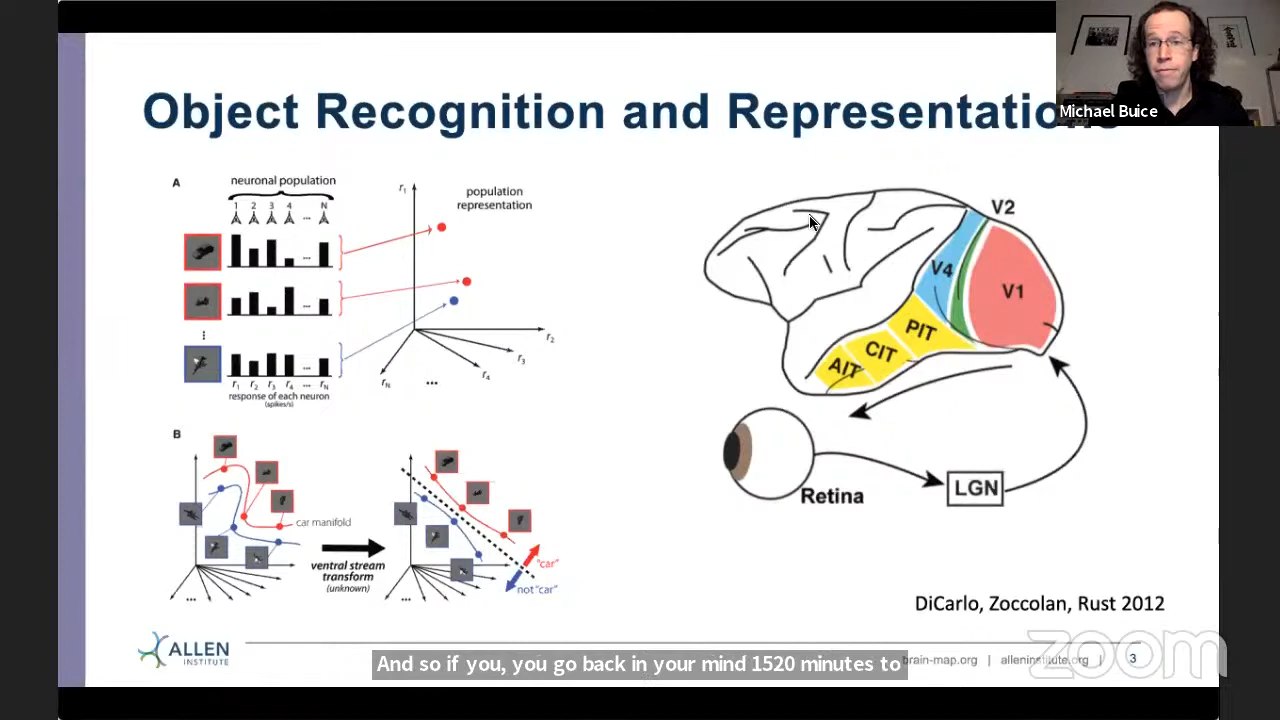 Object Recognition and Representations
Michael Buice
A
neuronal population
1 2 3 4 ... N
r1
population
representation
...
...
...
...
r1 r2 r3 r4 ... rN
response of each neuron
(spikes/s)
r2
r3
r4
...
rN
V2
V4
V1
PIT
CIT
AIT
Retina
LGN
B
car manifold
ventral stream
transform
(unknown)
"car"
not "car"
...
...
DiCarlo, Zoccolan, Rust 2012
ALLEN
INSTITUTE
brain-map.org | alleninstitute.org | 3
zoom
And so if you, you go back in your mind 1520 minutes to